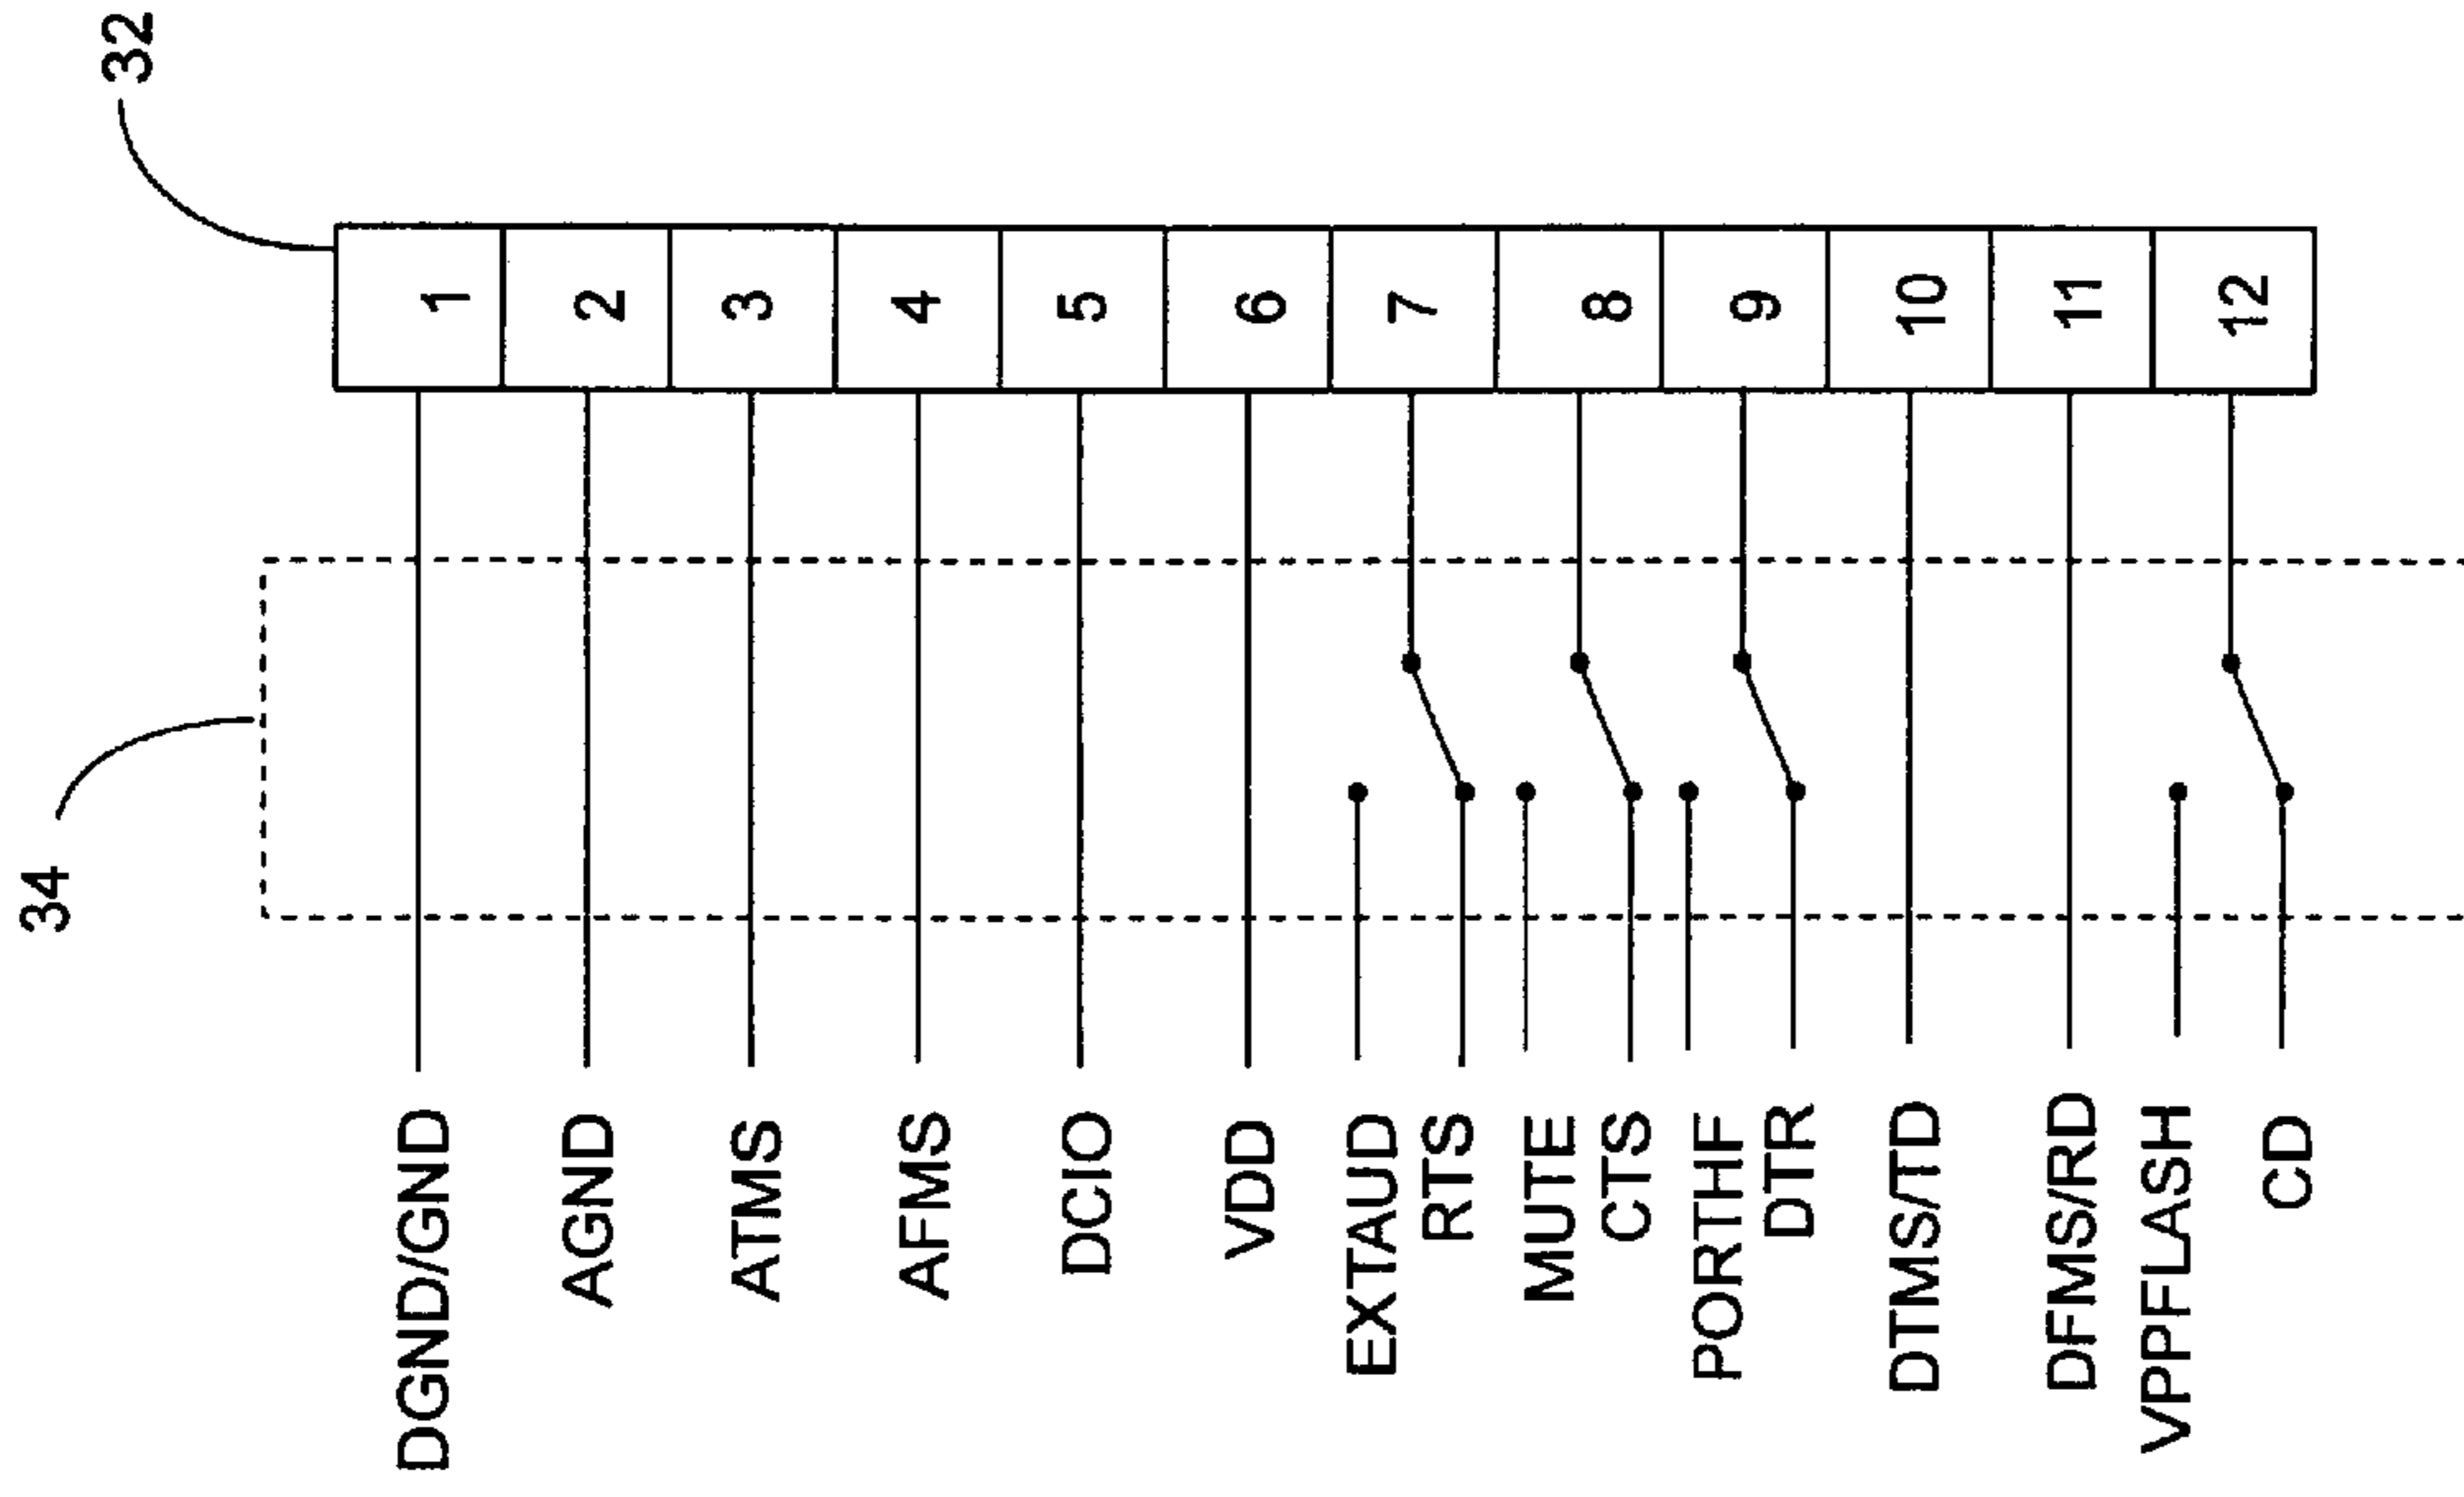 32
34
1
2
3
4
5
6
7
8
9
10
11
12
DGND/GND
AGND
ATMS
AFMS
DCIO
VDD
EXTAUD
RTS
MUTE
CTS
PORTHF
DTR
DTMS/TD
DFMS/RD
VPPFLASH
CD